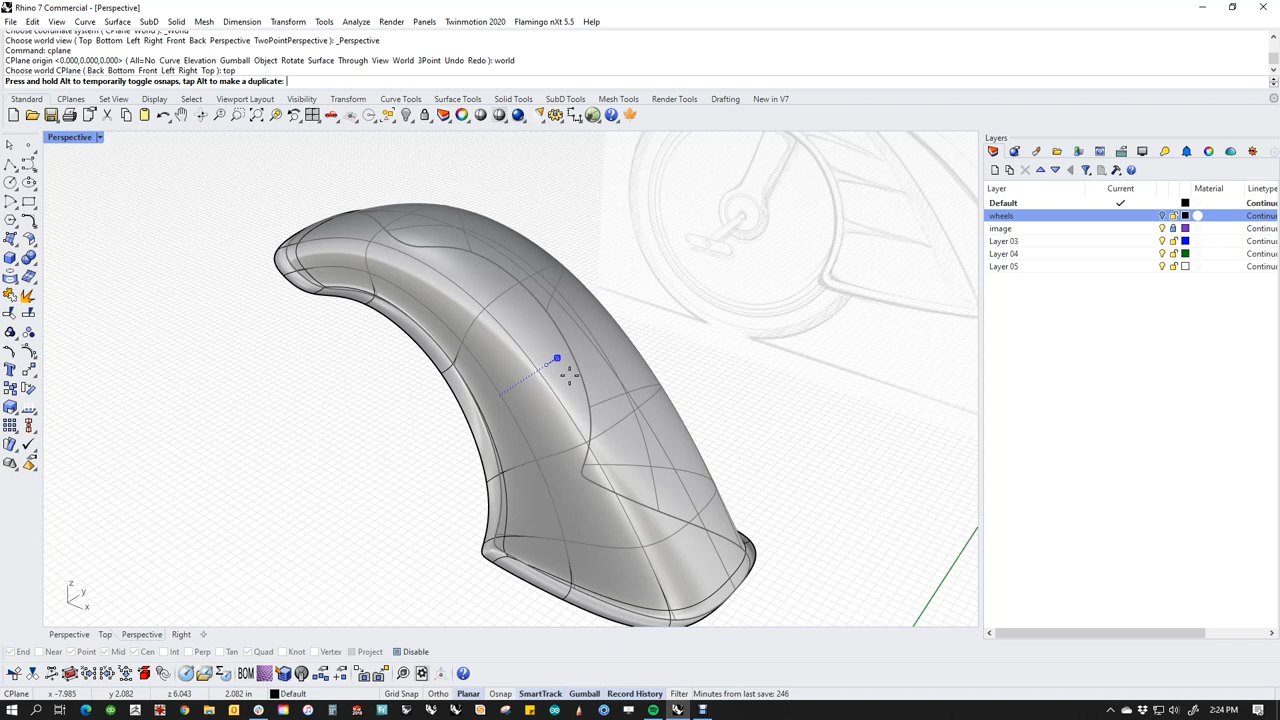 Rhino 7 Commercial - [Perspective]
File Edit View Curve Surface SubD Solid Mesh Dimension Transform Tools Analyze Render Panels Twinmotion 2020 Flamingo nXt 5.5 Help
Choose coordinate system ( CPlane World ): _World
Choose world view ( Top Bottom Left Right Front Back Perspective TwoPointPerspective ): _Perspective
Command: cplane
CPlane origin <0.000,0.000,0.000> ( All=No Curve Elevation Gumball Object Rotate Surface Through View World 3Point Undo Redo ): world
Choose world CPlane ( Back Bottom Front Left Right Top ): top
Press and hold Alt to temporarily toggle osnaps, tap Alt to make a duplicate:
Standard CPlanes Set View Display Select Viewport Layout Visibility Transform Curve Tools Surface Tools Solid Tools SubD Tools Mesh Tools Render Tools Drafting New in V7
Perspective
Layers
Layer Current Material Linetype
Default Continuo
wheels Continuo
image Continuo
Layer 03 Continuo
Layer 04 Continuo
Layer 05 Continuo
z
y
x
Perspective Top Perspective Right
End Near Point Mid Cen Int Perp Tan Quad Knot Vertex Project Disable
BOM
CPlane x -7.985 y 2.082 z 6.043 2.082 in Default Grid Snap Ortho Planar Osnap SmartTrack Gumball Record History Filter Minutes from last save: 246
2:24 PM